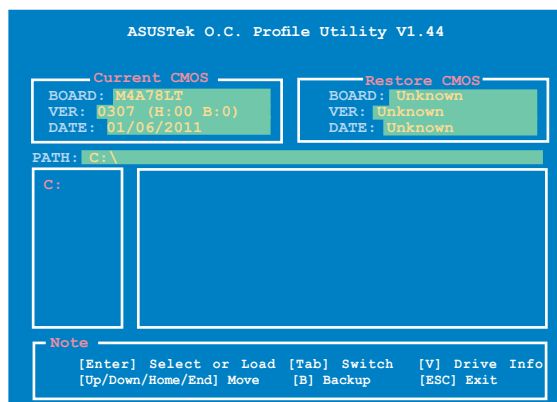 ASUSTek O.C. Profile Utility V1.44
Current CMOS
BOARD: M4A78LT
VER: 0307 (H:00 B:0)
DATE: 01/06/2011
Restore CMOS
BOARD: Unknown
VER: Unknown
DATE: Unknown
PATH: C:\
C:
Note
[Enter] Select or Load [Tab] Switch [V] Drive Info
[Up/Down/Home/End] Move [B] Backup [ESC] Exit